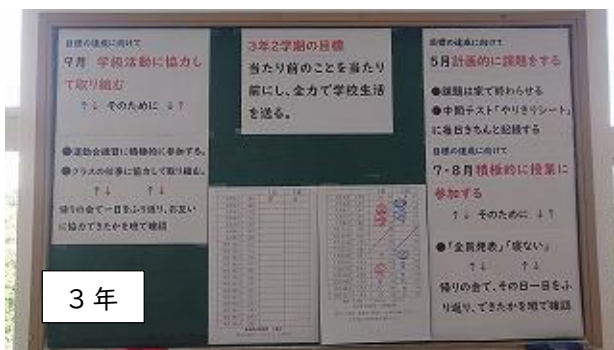 目標の達成に向けて
9月 学級活動に協力し
て取り組む
↑↓ そのために ↓↑
●運動会練習に積極的に参加する。
●クラスの仕事に協力して取り組む。
↑↓ ↑↓
帰りの会で一日をふり返り、お互い
に協力できたかを班で確認
3年2学期の目標
当たり前のことを当たり
前にし、全力で学校生活
を送る。
目標の達成に向けて
5月計画的に課題をする
●課題は家で終わらせる
●中間テスト「やりきりシート」
に毎日きちんと記録する
目標の達成に向けて
7・8月積極的に授業に
参加する
↑↓ そのために ↓↑
●「全員発表」「寝ない」
↑↓ ↑↓
帰りの会で、その日一日をふ
り返り、できたかを班で確認
３年